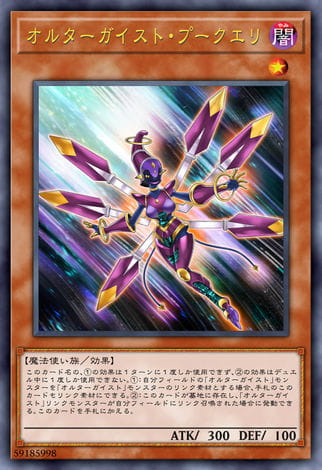 オルターガイスト・プークエリ
闇
やみ
【魔法使い族／効果】
このカード名の、①の効果は１ターンに１度しか使用できず、②の効果はデュエル
中に１度しか使用できない。①：自分フィールドの「オルターガイスト」モン
スターを「オルターガイスト」モンスターのリンク素材とする場合、手札のこの
カードもリンク素材にできる。②：このカードが墓地に存在し、「オルターガイ
スト」リンクモンスターが自分フィールドにリンク召喚された場合に発動でき
る。このカードを手札に加える。
ATK/ 300 DEF/ 100
59185998